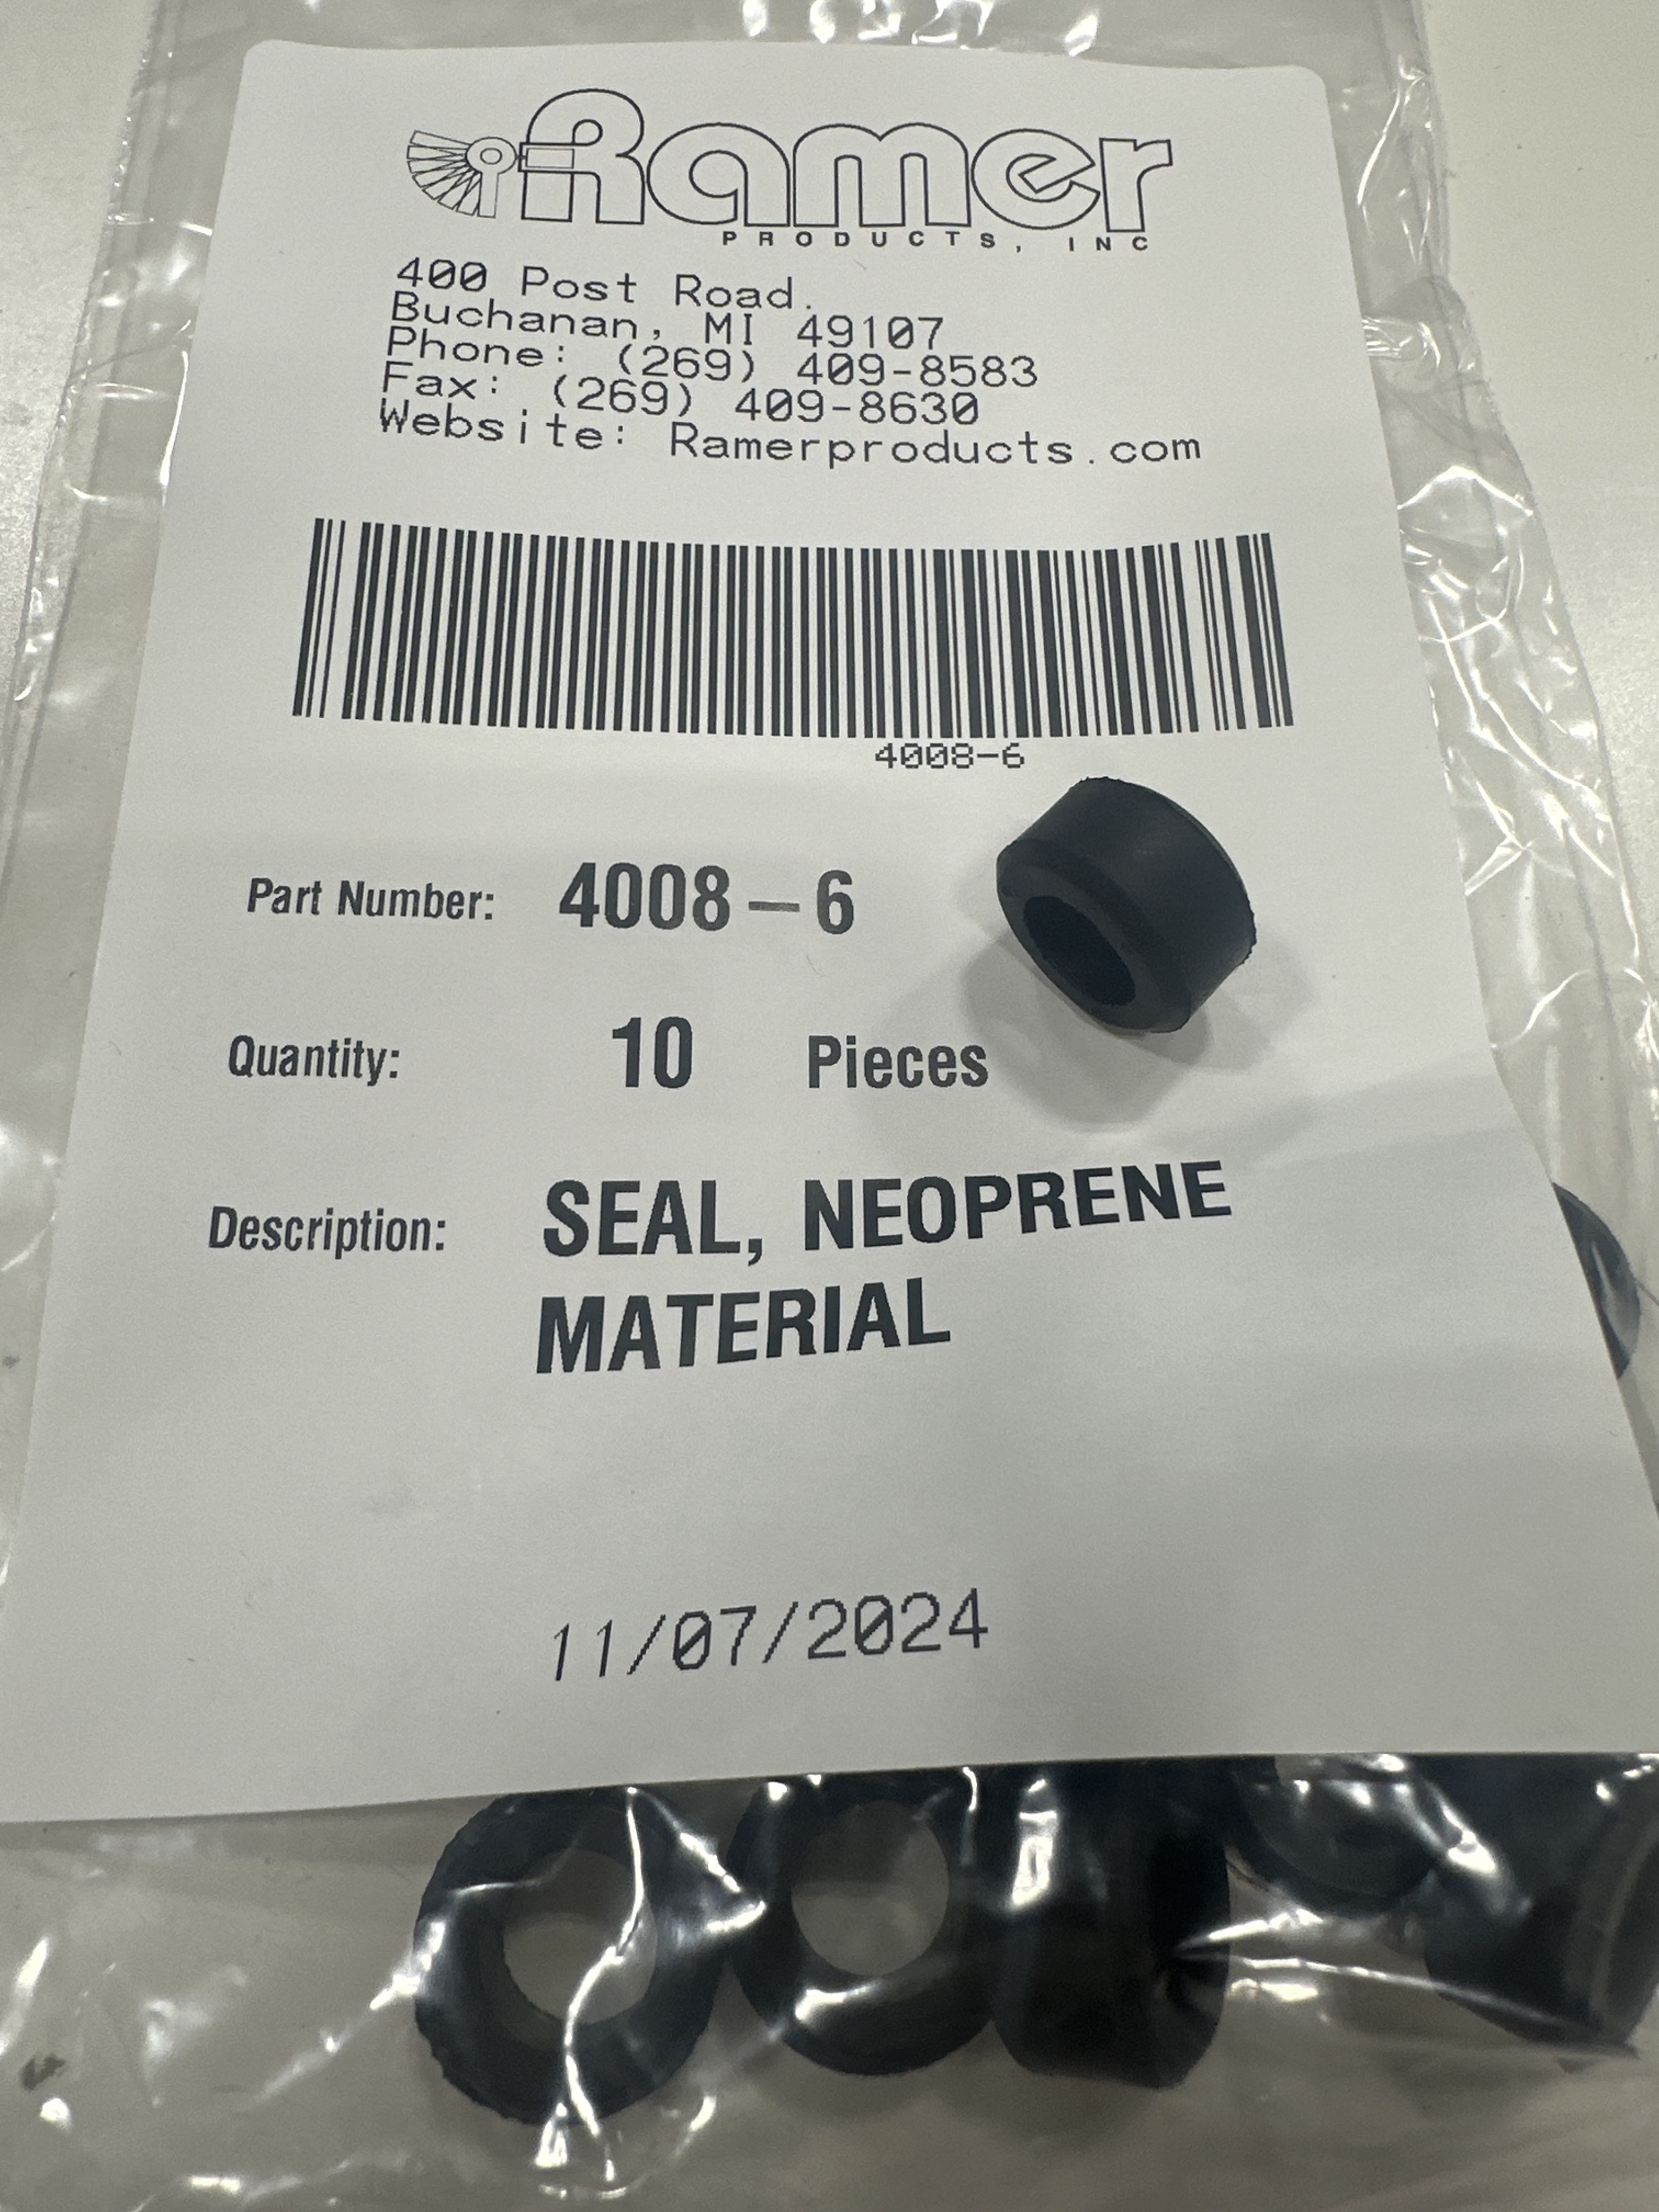 Ramer
PRODUCTS, INC
400 Post Road.
Buchanan, MI 49107
Phone: (269) 409-8583
Fax: (269) 409-8630
Website: Ramerproducts.com
4008-6
Part Number: 4008-6
Quantity: 10 Pieces
Description: SEAL, NEOPRENE
MATERIAL
11/07/2024